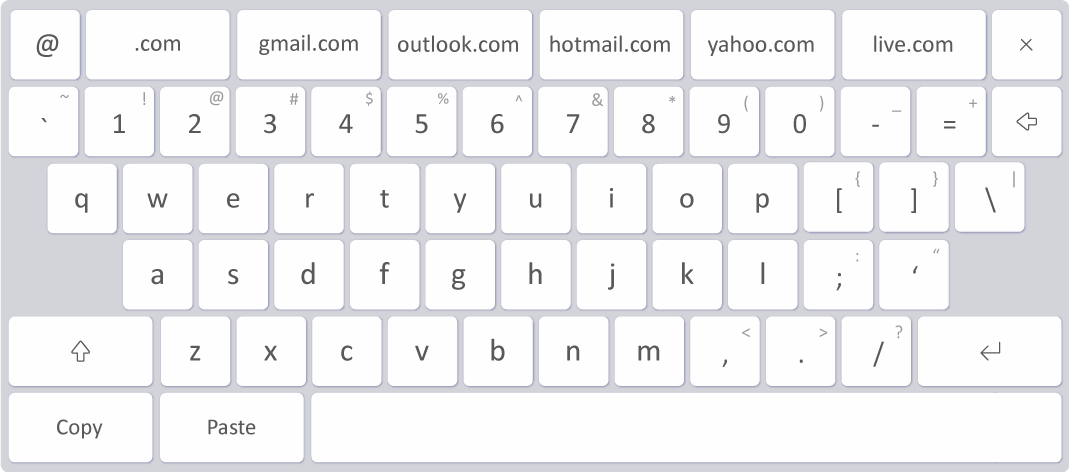 @ .com gmail.com outlook.com hotmail.com yahoo.com live.com ×
~ ! @ # $ % ^ & * ( ) _ +
` 1 2 3 4 5 6 7 8 9 0 - =
{ } |
q w e r t y u i o p [ ] \
: “
a s d f g h j k l ; ‘
< > ?
z x c v b n m , . /
Copy Paste